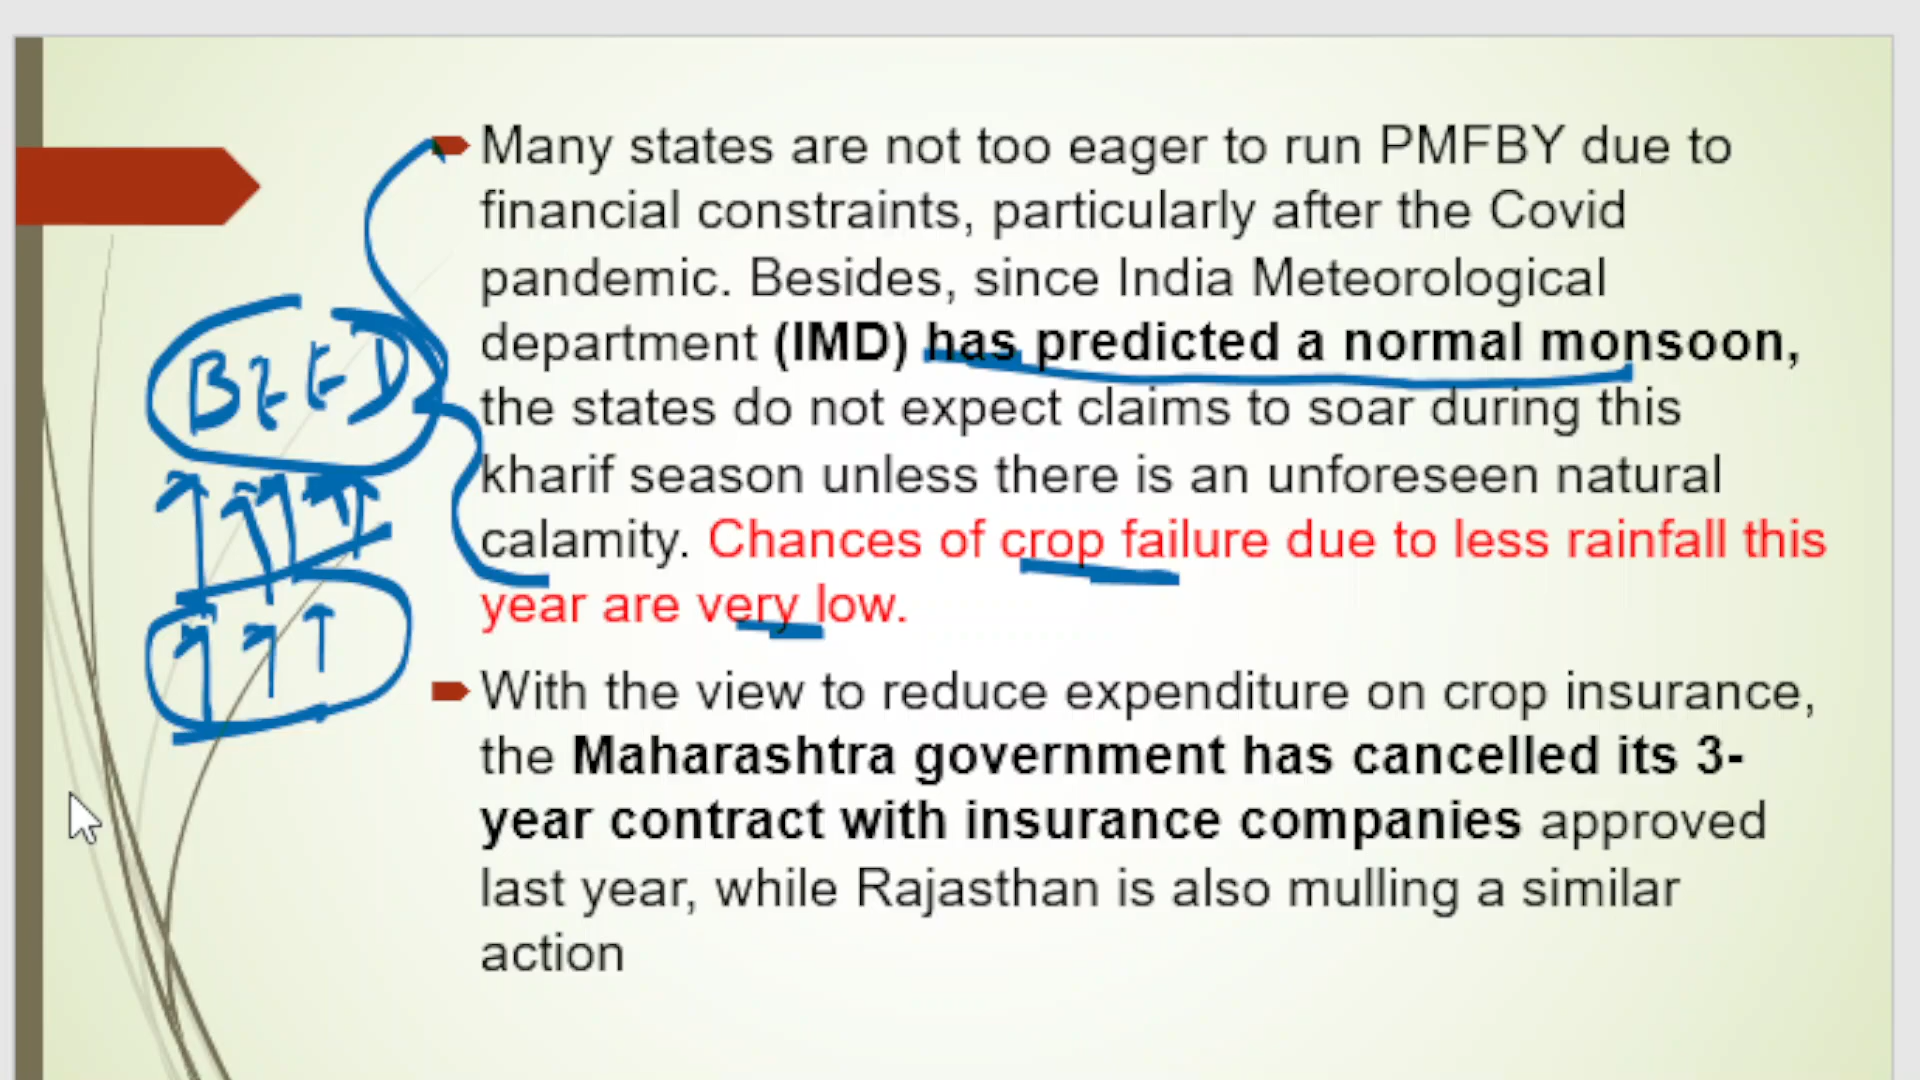 Many states are not too eager to run PMFBY due to
financial constraints, particularly after the Covid
pandemic. Besides, since India Meteorological
department (IMD) has predicted a normal monsoon,
the states do not expect claims to soar during this
kharif season unless there is an unforeseen natural
calamity. Chances of crop failure due to less rainfall this
year are very low.
With the view to reduce expenditure on crop insurance,
the Maharashtra government has cancelled its 3-
year contract with insurance companies approved
last year, while Rajasthan is also mulling a similar
action
BEED